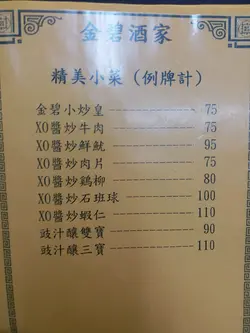 金碧酒家
精美小菜（例牌計）
金碧小炒皇 75
XO醬炒牛肉 75
XO醬炒鮮魷 95
XO醬炒肉片 75
XO醬炒鷄柳 80
XO醬炒石班球 100
XO醬炒蝦仁 110
豉汁釀雙寶 90
豉汁釀三寶 110